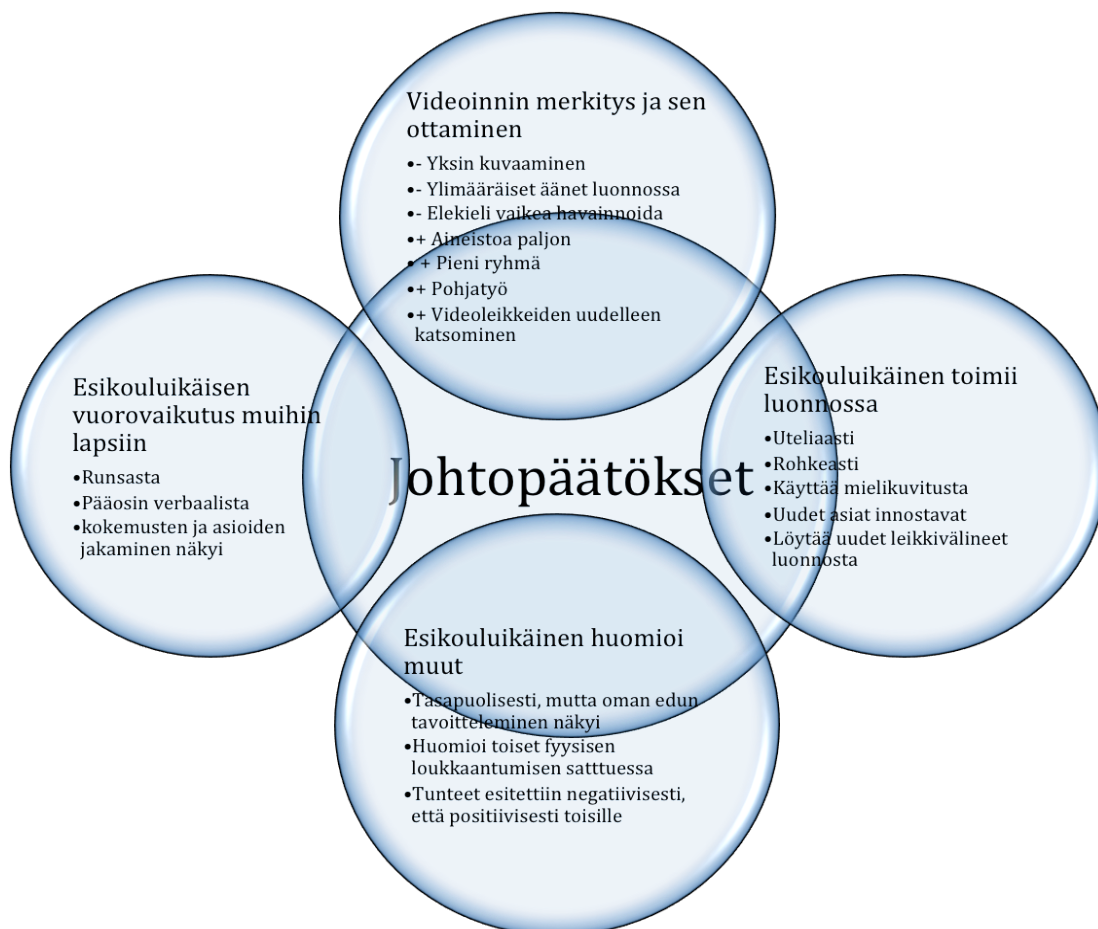 Videoinnin merkitys ja sen
ottaminen
•- Yksin kuvaaminen
•- Ylimääräiset äänet luonnossa
•- Elekieli vaikea havainnoida
•+ Aineistoa paljon
• + Pieni ryhmä
•+ Pohjatyö
•+ Videoleikkeiden uudelleen
katsominen
Esikouluikäisen
vuorovaikutus muihin
lapsiin
•Runsasta
•Pääosin verbaalista
•kokemusten ja asioiden
jakaminen näkyi
Johtopäätökset
Esikouluikäinen toimii
luonnossa
•Uteliaasti
•Rohkeasti
•Käyttää mielikuvitusta
•Uudet asiat innostavat
•Löytää uudet leikkivälineet
luonnosta
Esikouluikäinen huomioi
muut
•Tasapuolisesti, mutta oman edun
tavoitteleminen näkyi
•Huomioi toiset fyysisen
loukkaantumisen satttuessa
•Tunteet esitettiin negatiivisesti,
että positiivisesti toisille